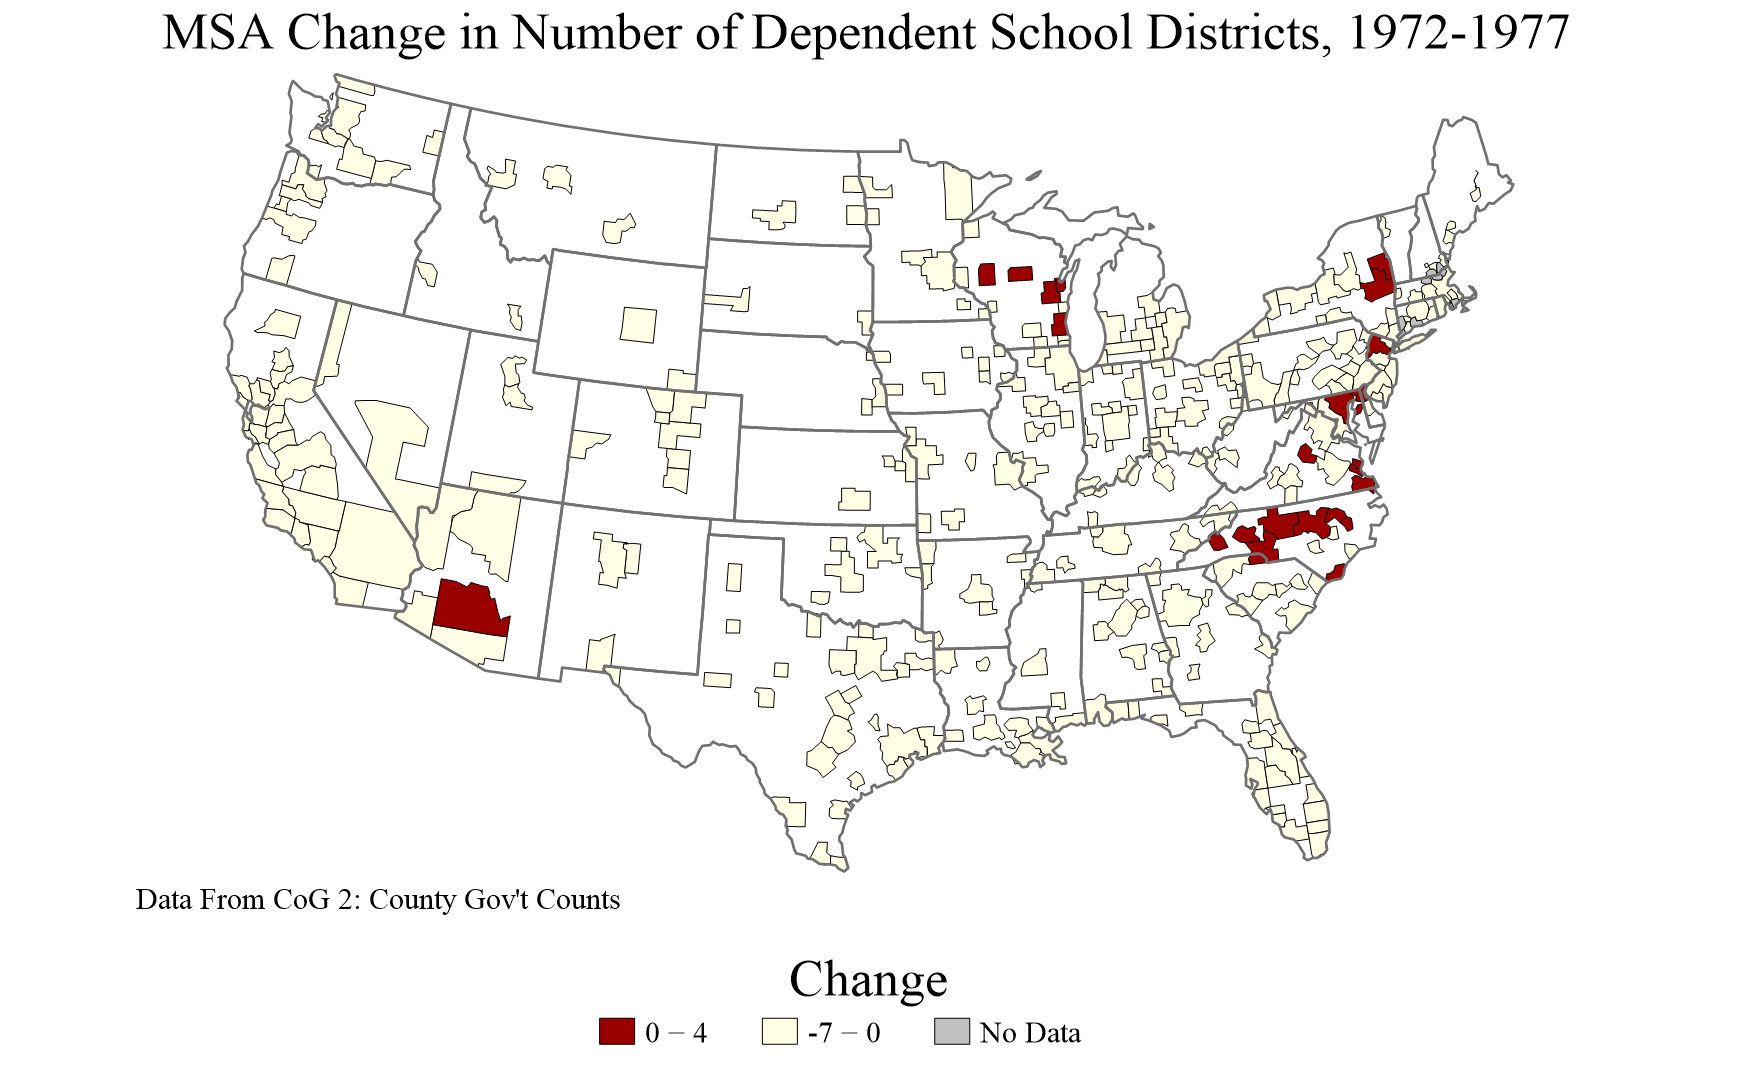 MSA Change in Number of Dependent School Districts, 1972-1977
Data From CoG 2: County Gov't Counts
Change
0 – 4
-7 – 0
No Data